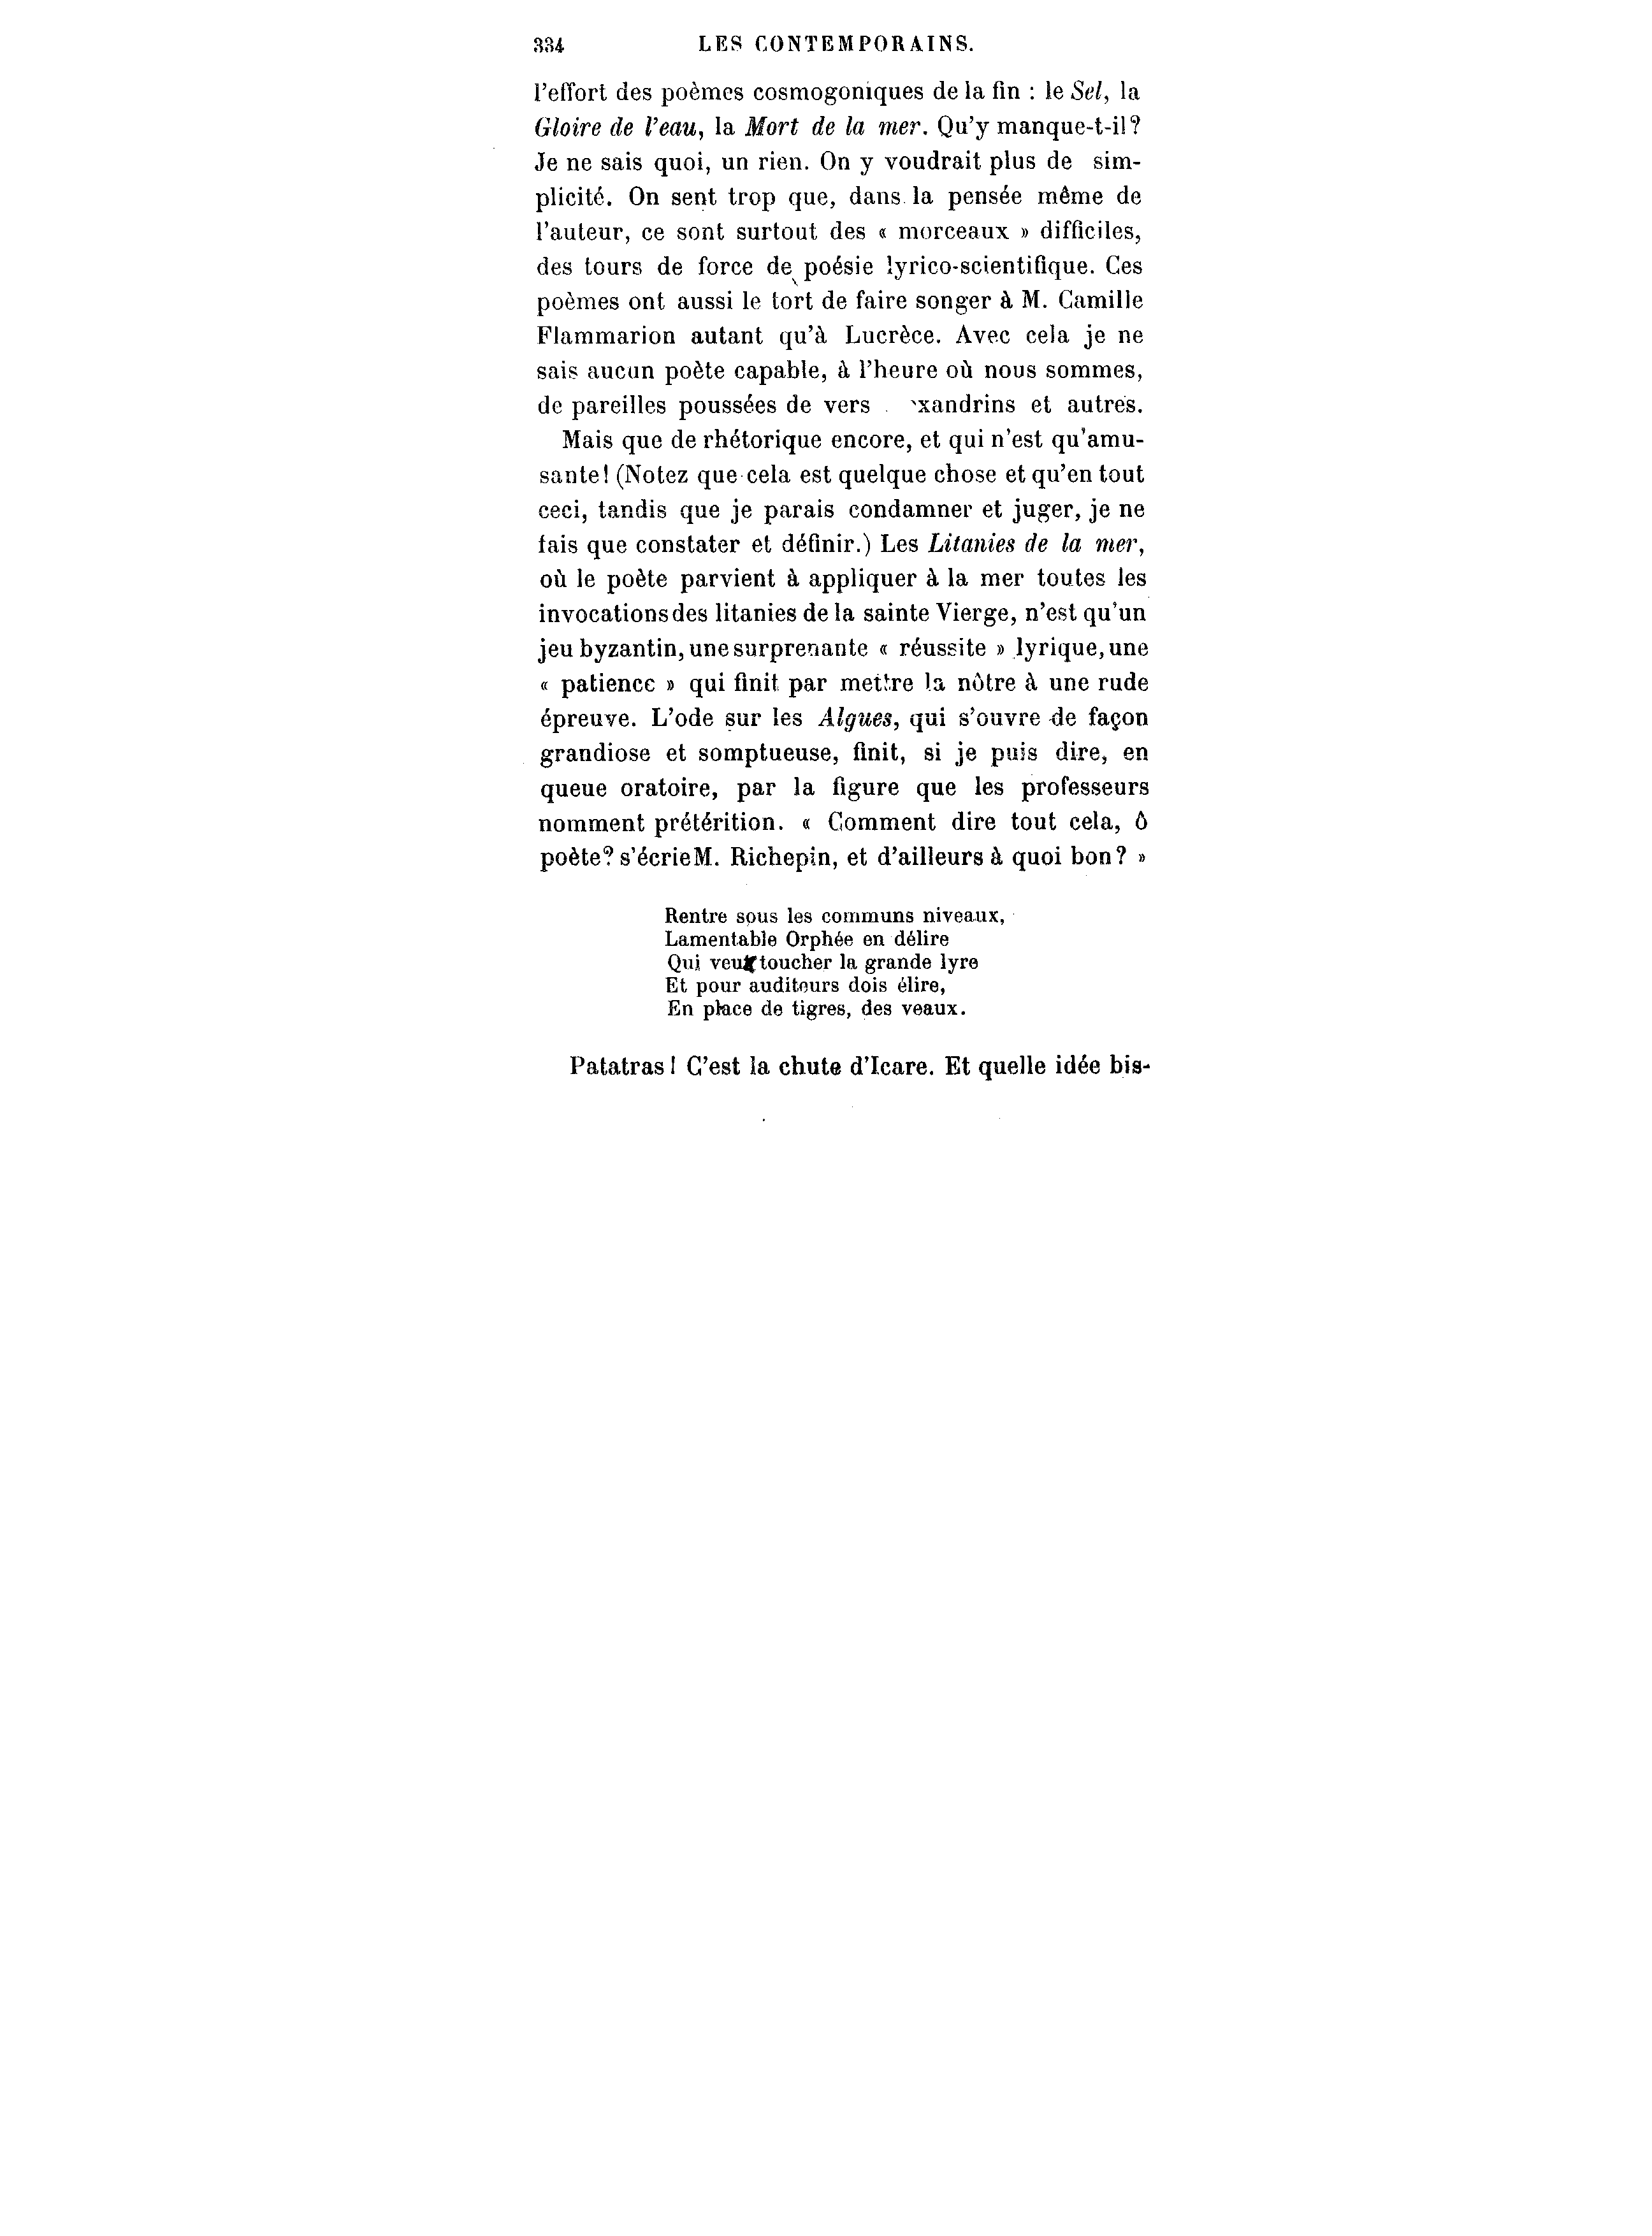 334 LES CONTEMPORAINS.
l'effort des poèmes cosmogoniques de la fin : le Sel, la
Gloire de l'eau, la Mort de la mer. Qu'y manque-t-il?
Je ne sais quoi, un rien. On y voudrait plus de sim-
plicité. On sent trop que, dans la pensée même de
l'auteur, ce sont surtout des « morceaux » difficiles,
des tours de force de poésie lyrico-scientifique. Ces
poèmes ont aussi le tort de faire songer à M. Camille
Flammarion autant qu'à Lucrèce. Avec cela je ne
sais aucun poète capable, à l'heure où nous sommes,
de pareilles poussées de vers xandrins et autres.
Mais que de rhétorique encore, et qui n'est qu'amu-
sante! (Notez que cela est quelque chose et qu'en tout
ceci, tandis que je parais condamner et juger, je ne
fais que constater et définir.) Les Litanies de la mer,
où le poète parvient à appliquer à la mer toutes les
invocations des litanies de la sainte Vierge, n'est qu'un
jeu byzantin, une surprenante « réussite » lyrique, une
« patience » qui finit par mettre la nôtre à une rude
épreuve. L'ode sur les Algues, qui s'ouvre de façon
grandiose et somptueuse, finit, si je puis dire, en
queue oratoire, par la figure que les professeurs
nomment prétérition. « Comment dire tout cela, ô
poète? s'écrie M. Richepin, et d'ailleurs à quoi bon? »
Rentre sous les communs niveaux,
Lamentable Orphée en délire
Qui veux toucher la grande lyre
Et pour auditeurs dois élire,
En place de tigres, des veaux.
Patatras! C'est la chute d'Icare. Et quelle idée bis-